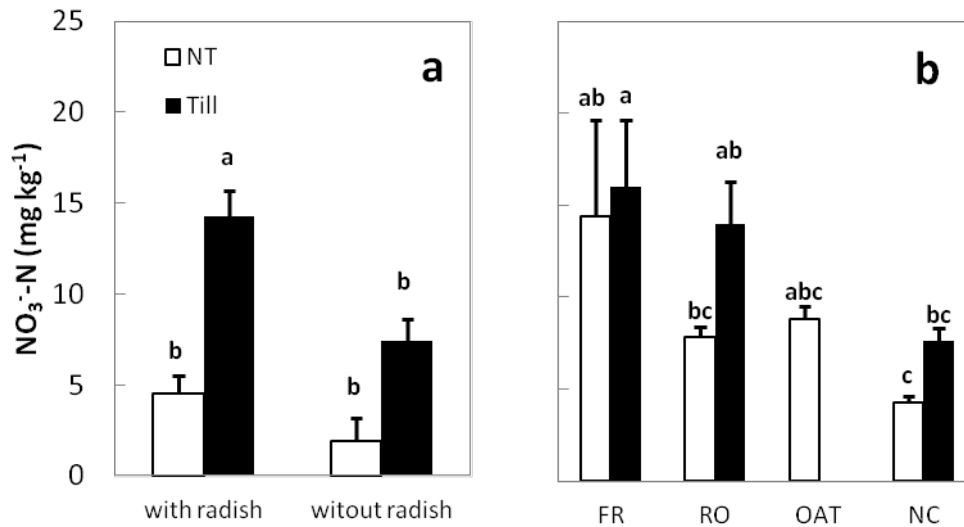 25
20
15
10
5
0
NO₃⁻-N (mg kg⁻¹)
NT
Till
a
a
b
b
b
with radish
witout radish
b
ab
a
bc
ab
abc
c
bc
FR
RO
OAT
NC